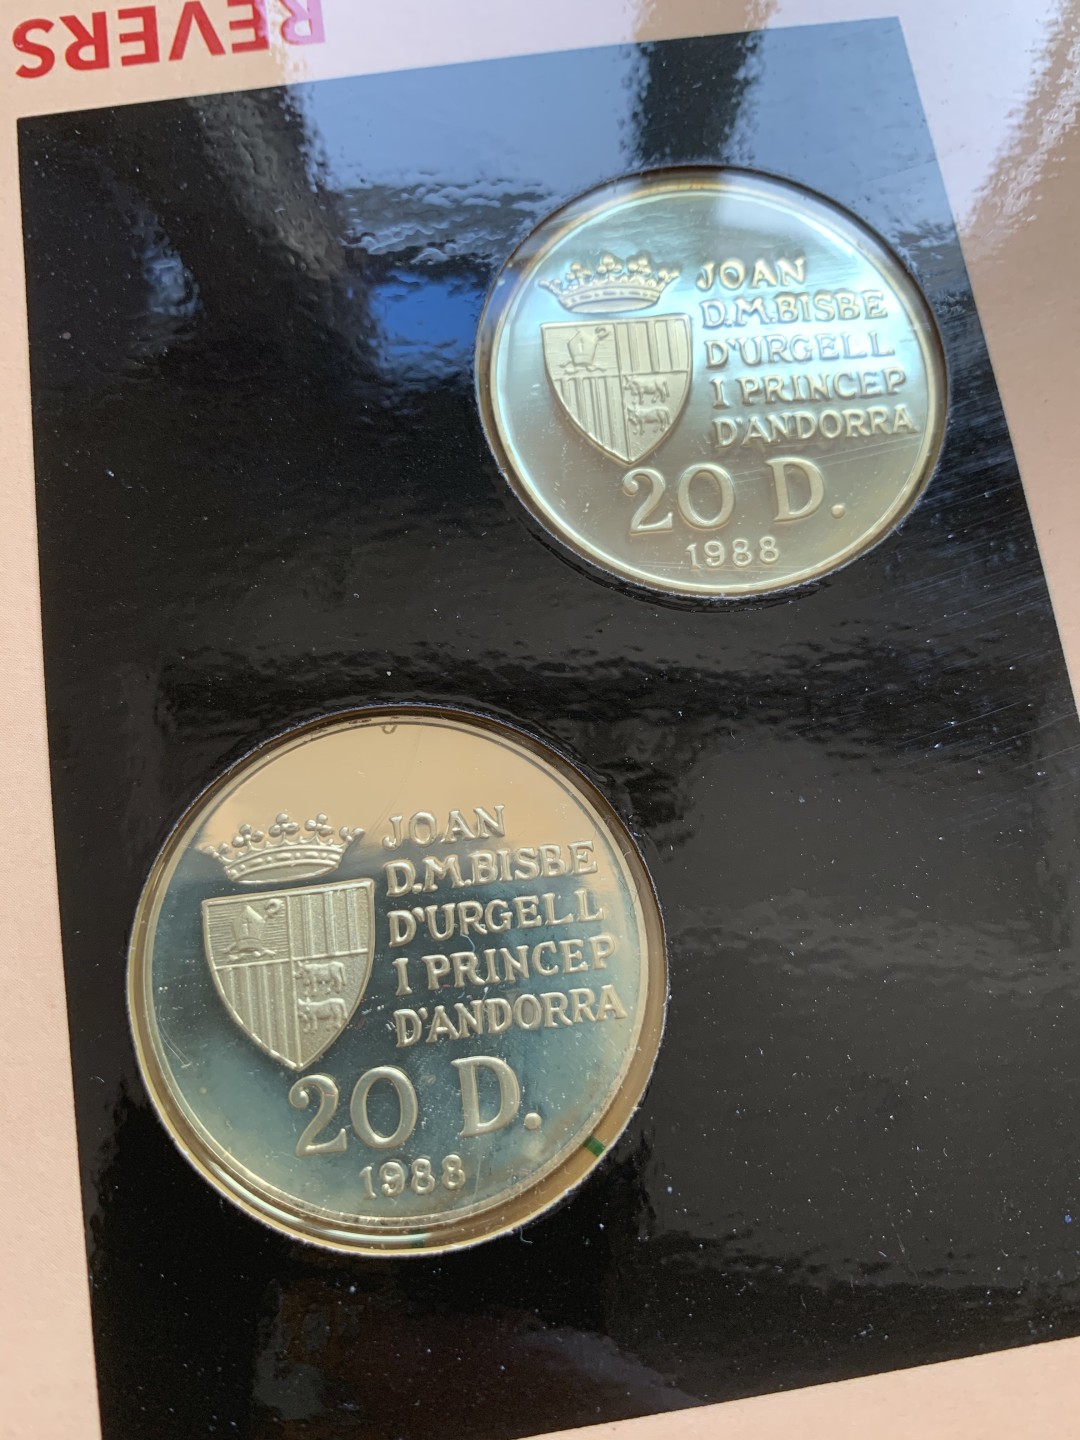 REVERS
JOAN
D.M.BISBE
D'URGELL
I PRINCEP
D'ANDORRA
20 D.
1988
JOAN
D.M.BISBE
D'URGELL
I PRINCEP
D'ANDORRA
20 D.
1988